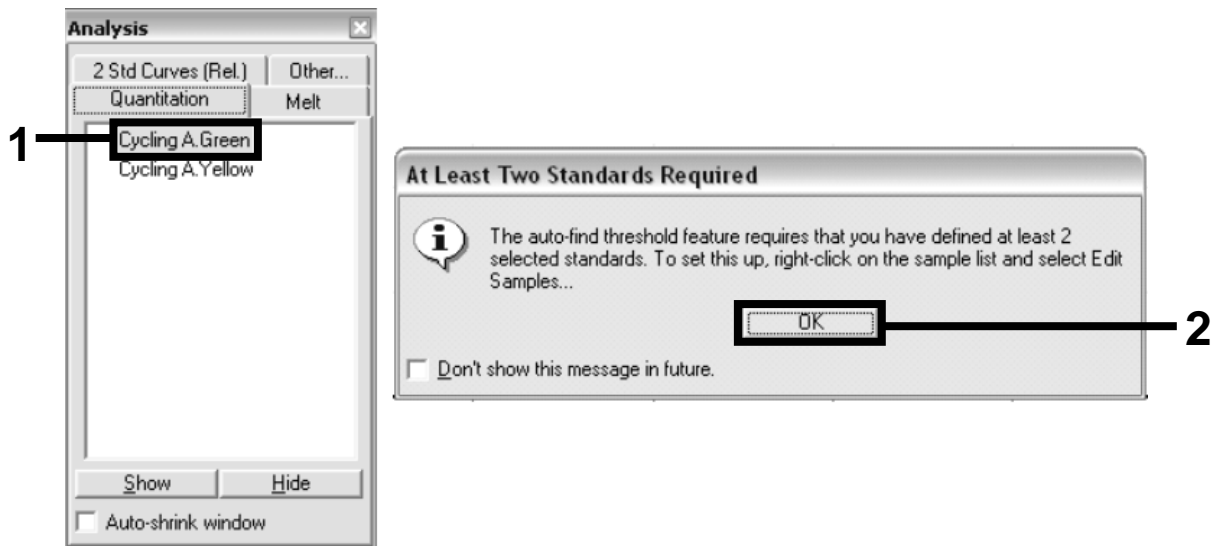 Analysis
2 Std Curves (Rel.) Other...
Quantitation Melt
1
Cycling A.Green
Cycling A.Yellow
Show Hide
Auto-shrink window
At Least Two Standards Required
The auto-find threshold feature requires that you have defined at least 2
selected standards. To set this up, right-click on the sample list and select Edit
Samples...
OK
2
Don't show this message in future.